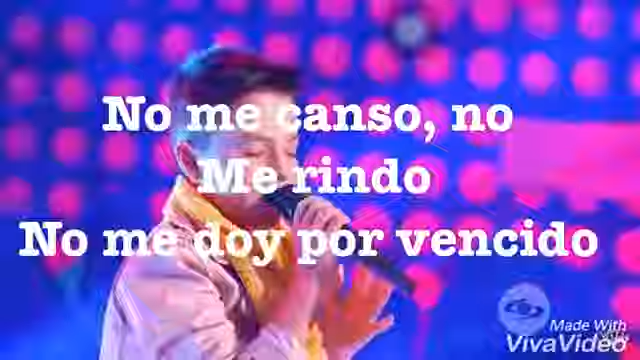 No me canso, no
Me rindo
No me doy por vencido
Made With
VivaVideo